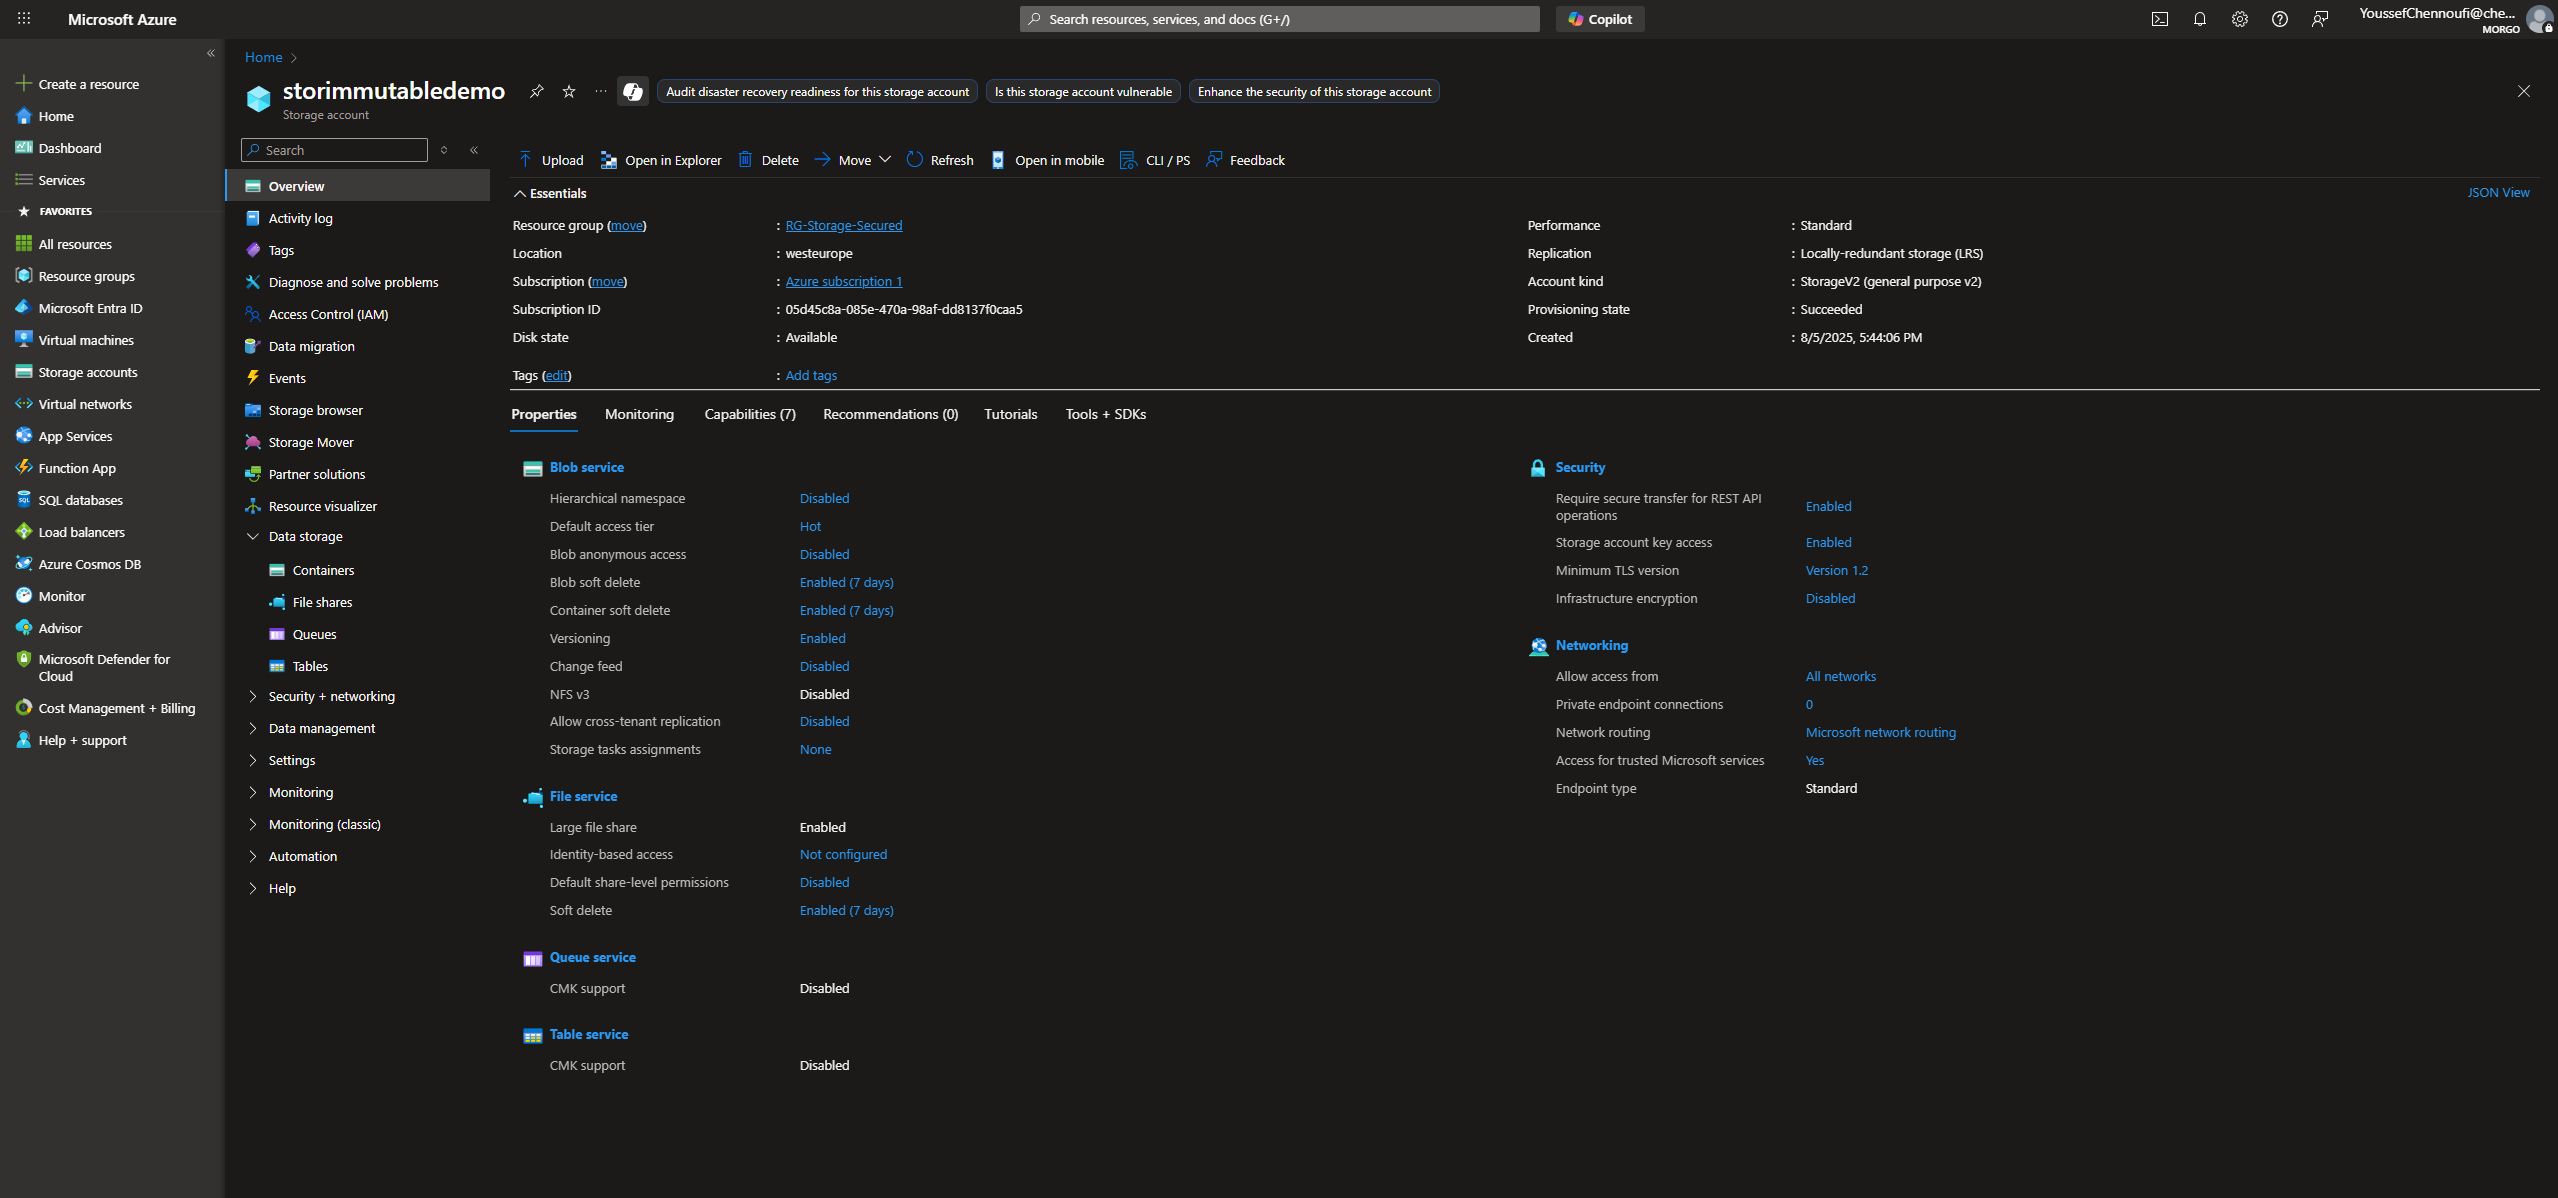 Microsoft Azure
Search resources, services, and docs (G+/)
Copilot
YoussefChennoufi@che...
MORGO
Create a resource
Home
Dashboard
Services
FAVORITES
All resources
Resource groups
Microsoft Entra ID
Virtual machines
Storage accounts
Virtual networks
App Services
Function App
SQL databases
Load balancers
Azure Cosmos DB
Monitor
Advisor
Microsoft Defender for
Cloud
Cost Management + Billing
Help + support
Home
storimmutabledemo
Storage account
Audit disaster recovery readiness for this storage account
Is this storage account vulnerable
Enhance the security of this storage account
Search
Overview
Activity log
Tags
Diagnose and solve problems
Access Control (IAM)
Data migration
Events
Storage browser
Storage Mover
Partner solutions
Resource visualizer
Data storage
Containers
File shares
Queues
Tables
Security + networking
Data management
Settings
Monitoring
Monitoring (classic)
Automation
Help
Upload Open in Explorer Delete Move Refresh Open in mobile CLI / PS Feedback
Essentials
JSON View
Resource group (move) : RG-Storage-Secured
Location : westeurope
Subscription (move) : Azure subscription 1
Subscription ID : 05d45c8a-085e-470a-98af-dd8137f0caa5
Disk state : Available
Tags (edit) : Add tags
Performance : Standard
Replication : Locally-redundant storage (LRS)
Account kind : StorageV2 (general purpose v2)
Provisioning state : Succeeded
Created : 8/5/2025, 5:44:06 PM
Properties Monitoring Capabilities (7) Recommendations (0) Tutorials Tools + SDKs
Blob service
Hierarchical namespace Disabled
Default access tier Hot
Blob anonymous access Disabled
Blob soft delete Enabled (7 days)
Container soft delete Enabled (7 days)
Versioning Enabled
Change feed Disabled
NFS v3 Disabled
Allow cross-tenant replication Disabled
Storage tasks assignments None
File service
Large file share Enabled
Identity-based access Not configured
Default share-level permissions Disabled
Soft delete Enabled (7 days)
Queue service
CMK support Disabled
Table service
CMK support Disabled
Security
Require secure transfer for REST API
operations Enabled
Storage account key access Enabled
Minimum TLS version Version 1.2
Infrastructure encryption Disabled
Networking
Allow access from All networks
Private endpoint connections 0
Network routing Microsoft network routing
Access for trusted Microsoft services Yes
Endpoint type Standard